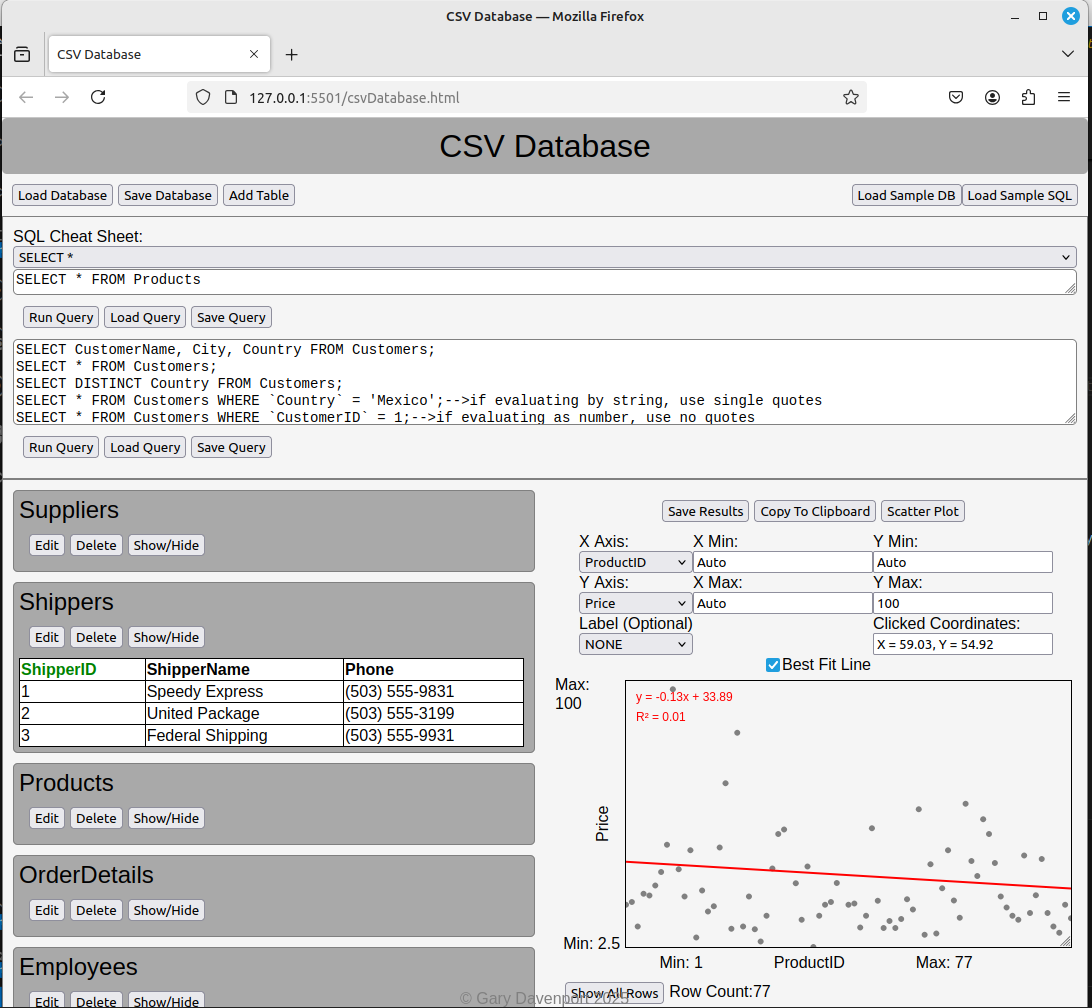 CSV Database — Mozilla Firefox
CSV Database
127.0.0.1:5501/csvDatabase.html
CSV Database
Load Database Save Database Add Table Load Sample DB Load Sample SQL
SQL Cheat Sheet:
SELECT *
SELECT * FROM Products
Run Query Load Query Save Query
SELECT CustomerName, City, Country FROM Customers;
SELECT * FROM Customers;
SELECT DISTINCT Country FROM Customers;
SELECT * FROM Customers WHERE `Country` = 'Mexico';-->if evaluating by string, use single quotes
SELECT * FROM Customers WHERE `CustomerID` = 1;-->if evaluating as number, use no quotes
Run Query Load Query Save Query
Suppliers
Edit Delete Show/Hide
Shippers
Edit Delete Show/Hide
ShipperID ShipperName Phone
1 Speedy Express (503) 555-9831
2 United Package (503) 555-3199
3 Federal Shipping (503) 555-9931
Products
Edit Delete Show/Hide
OrderDetails
Edit Delete Show/Hide
Employees
Edit Delete Show/Hide
Save Results Copy To Clipboard Scatter Plot
X Axis: X Min: Y Min:
ProductID Auto Auto
Y Axis: X Max: Y Max:
Price Auto 100
Label (Optional) Clicked Coordinates:
NONE X = 59.03, Y = 54.92
Best Fit Line
Max:
100
y = -0.13x + 33.89
R² = 0.01
Price
Min: 2.5
Min: 1 ProductID Max: 77
Show All Rows Row Count:77
© Gary Davenport 2025